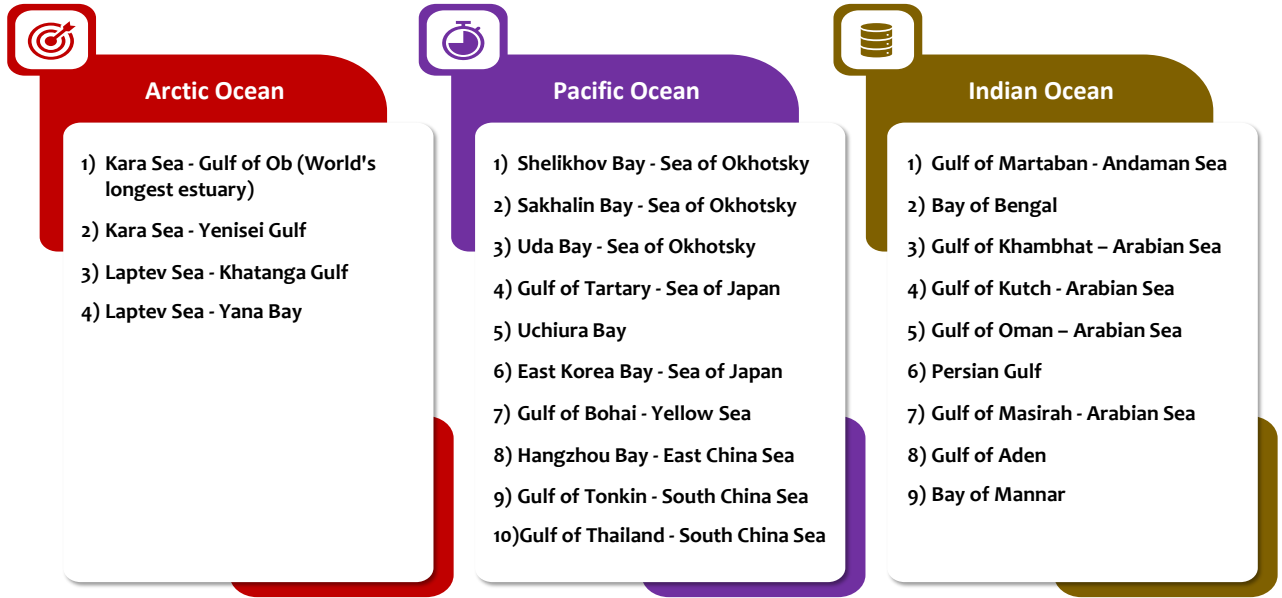 Arctic Ocean
1) Kara Sea - Gulf of Ob (World's
longest estuary)
2) Kara Sea - Yenisei Gulf
3) Laptev Sea - Khatanga Gulf
4) Laptev Sea - Yana Bay
Pacific Ocean
1) Shelikhov Bay - Sea of Okhotsky
2) Sakhalin Bay - Sea of Okhotsky
3) Uda Bay - Sea of Okhotsky
4) Gulf of Tartary - Sea of Japan
5) Uchiura Bay
6) East Korea Bay - Sea of Japan
7) Gulf of Bohai - Yellow Sea
8) Hangzhou Bay - East China Sea
9) Gulf of Tonkin - South China Sea
10)Gulf of Thailand - South China Sea
Indian Ocean
1) Gulf of Martaban - Andaman Sea
2) Bay of Bengal
3) Gulf of Khambhat – Arabian Sea
4) Gulf of Kutch - Arabian Sea
5) Gulf of Oman – Arabian Sea
6) Persian Gulf
7) Gulf of Masirah - Arabian Sea
8) Gulf of Aden
9) Bay of Mannar